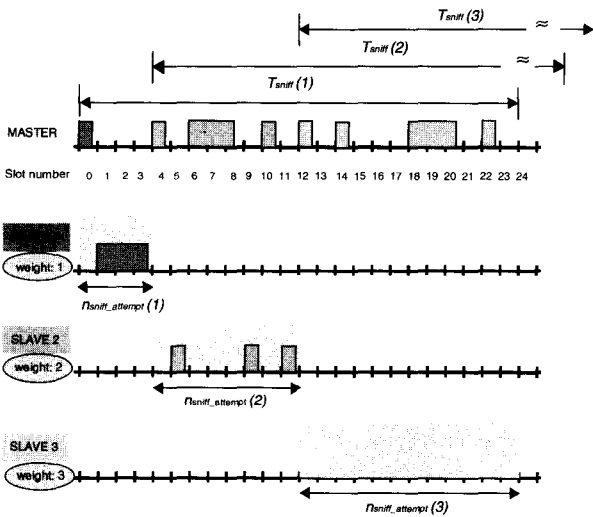 Tsniff (3)
Tsniff (2)
Tsniff (1)
MASTER
Slot number 0 1 2 3 4 5 6 7 8 9 10 11 12 13 14 15 16 17 18 19 20 21 22 23 24
weight: 1
nsniff_attempt (1)
SLAVE 2
weight: 2
nsniff_attempt (2)
SLAVE 3
weight: 3
nsniff_attempt (3)